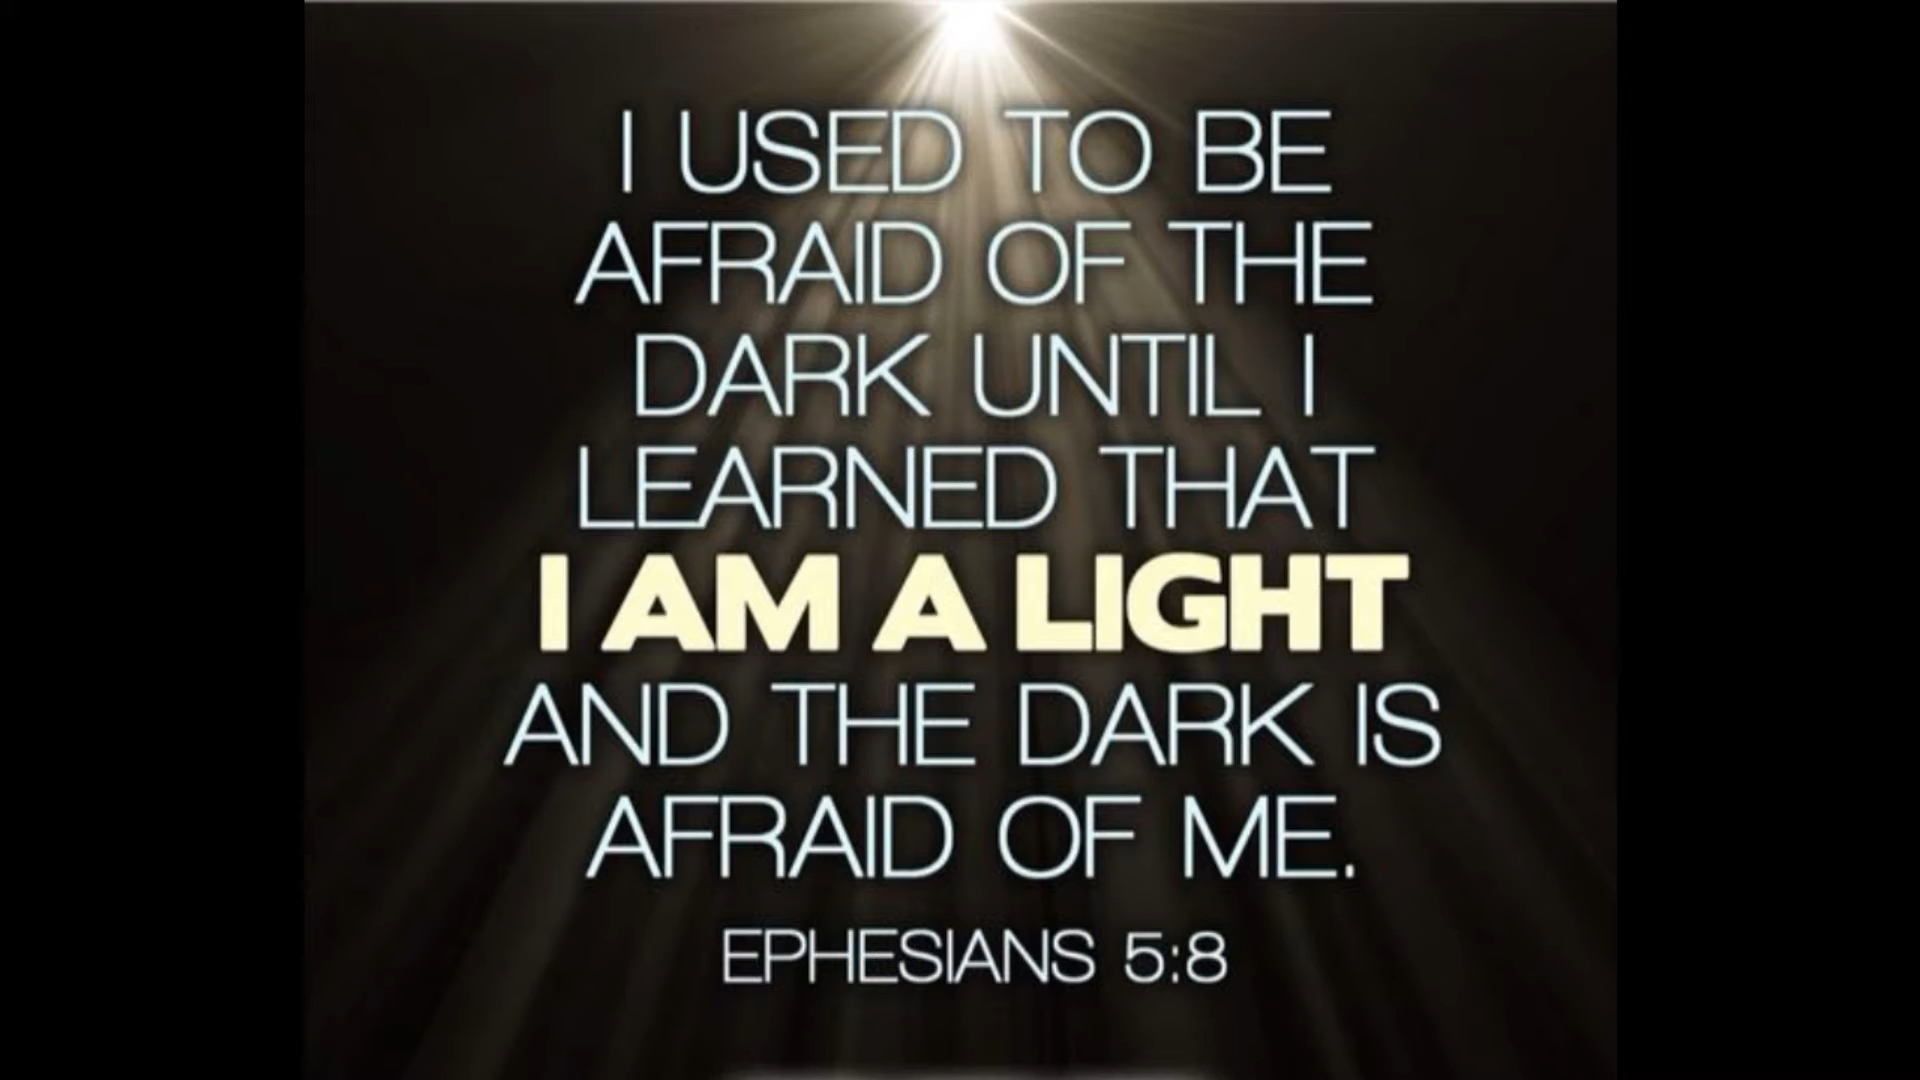 I USED TO BE
AFRAID OF THE
DARK UNTIL I
LEARNED THAT
I AM A LIGHT
AND THE DARK IS
AFRAID OF ME.
EPHESIANS 5:8